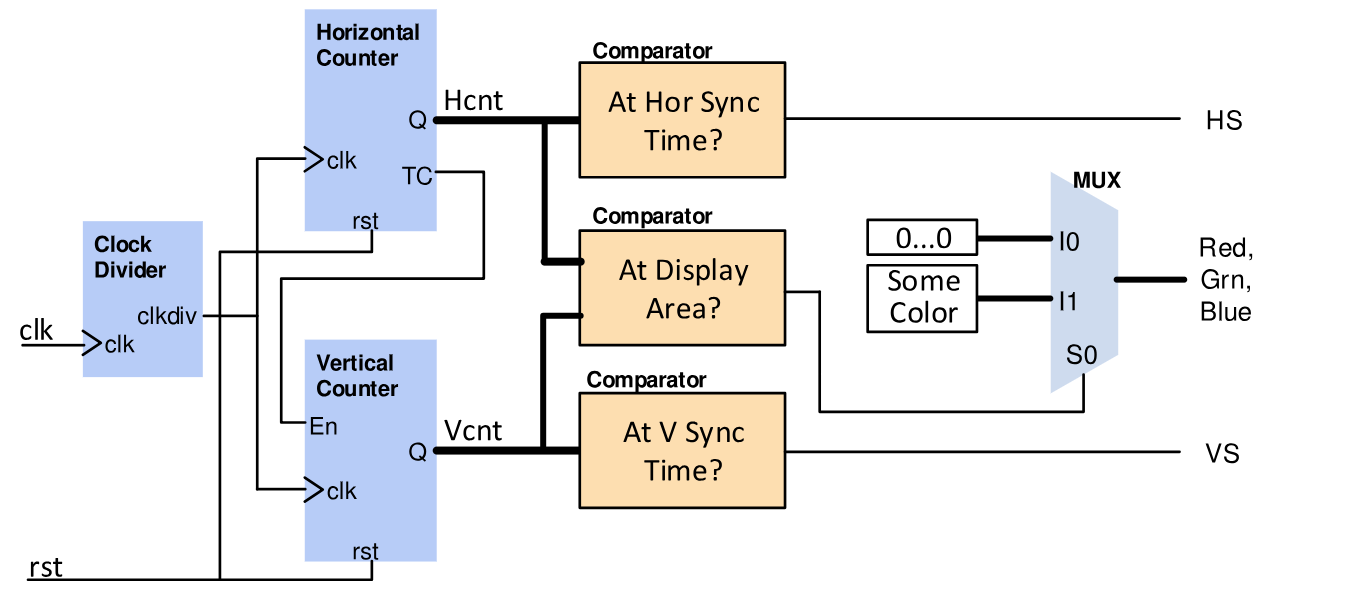 Horizontal
Counter
Q
clk
TC
rst
Hcnt
Comparator
At Hor Sync
Time?
HS
Clock
Divider
clkdiv
clk
clk
Comparator
At Display
Area?
MUX
0...0
I0
Some
Color
I1
S0
Red,
Grn,
Blue
Vertical
Counter
En
Q
clk
rst
Vcnt
Comparator
At V Sync
Time?
VS
rst